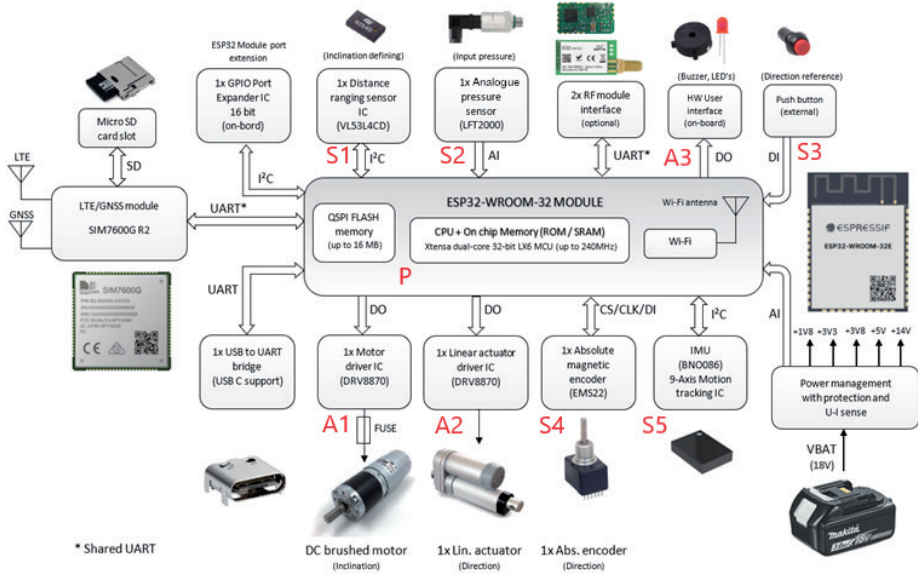 ESP32 Module port
extension
(Inclination defining)
(Input pressure)
(Buzzer, LED's)
(Direction reference)
Micro SD
card slot
1x GPIO Port
Expander IC
16 bit
(on-bord)
1x Distance
ranging sensor
IC
(VL53L4CD)
1x Analogue
pressure
sensor
(LFT2000)
2x RF module
interface
(optional)
HW User
interface
(on-board)
Push button
(external)
S1
S2
A3
S3
LTE
SD
I²C
I²C
AI
UART*
DO
DI
GNSS
LTE/GNSS module
SIM7600G R2
UART*
ESP32-WROOM-32 MODULE
QSPI FLASH
memory
(up to 16 MB)
CPU + On chip Memory (ROM / SRAM)
Xtensa dual-core 32-bit LX6 MCU (up to 240MHz)
Wi-Fi antenna
Wi-Fi
P
ESPRESSIF
ESP32-WROOM-32E
SIM7600G
UART
DO
DO
CS/CLK/DI
I²C
AI
+1V8
+3V3
+3V8
+5V
+14V
1x USB to UART
bridge
(USB C support)
1x Motor
driver IC
(DRV8870)
1x Linear actuator
driver IC
(DRV8870)
1x Absolute
magnetic
encoder
(EMS22)
IMU
(BNO086)
9-Axis Motion
tracking IC
Power management
with protection and
U-I sense
A1
FUSE
A2
S4
S5
VBAT
(18V)
makita
18V
* Shared UART
DC brushed motor
(Inclination)
1x Lin. actuator
(Direction)
1x Abs. encoder
(Direction)